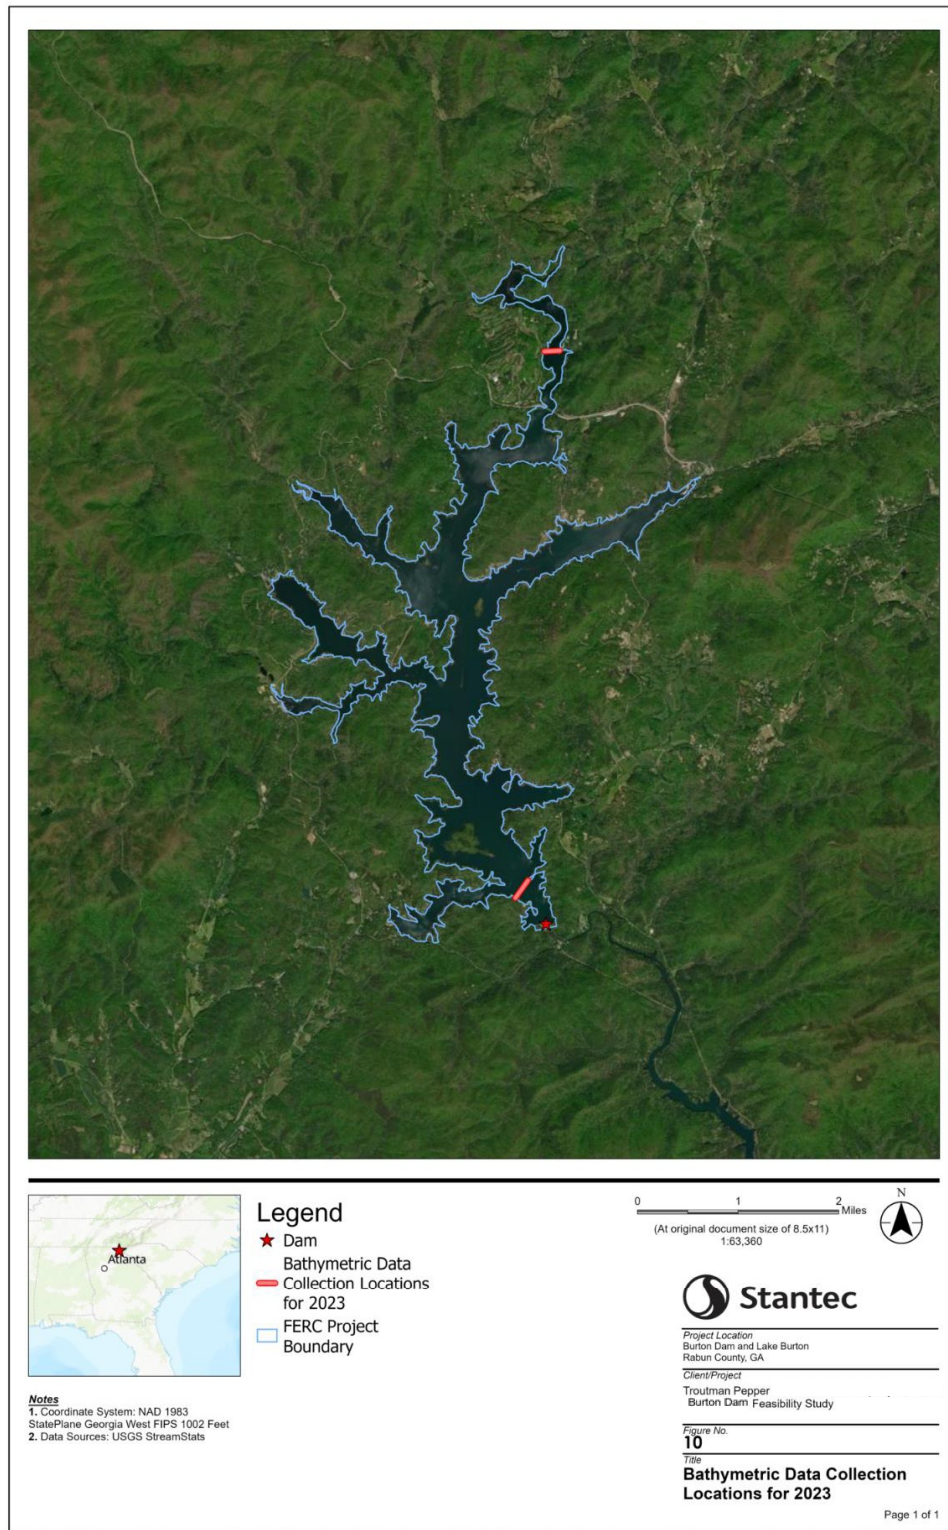 0 1 2
Miles
(At original document size of 8.5x11)
1:63,360
N
Atlanta
Legend
Dam
Bathymetric Data
Collection Locations
for 2023
FERC Project
Boundary
Notes
1. Coordinate System: NAD 1983
StatePlane Georgia West FIPS 1002 Feet
2. Data Sources: USGS StreamStats
Stantec
Project Location
Burton Dam and Lake Burton
Rabun County, GA
Client/Project
Troutman Pepper
Burton Dam Feasibility Study
Figure No.
10
Title
Bathymetric Data Collection
Locations for 2023
Page 1 of 1